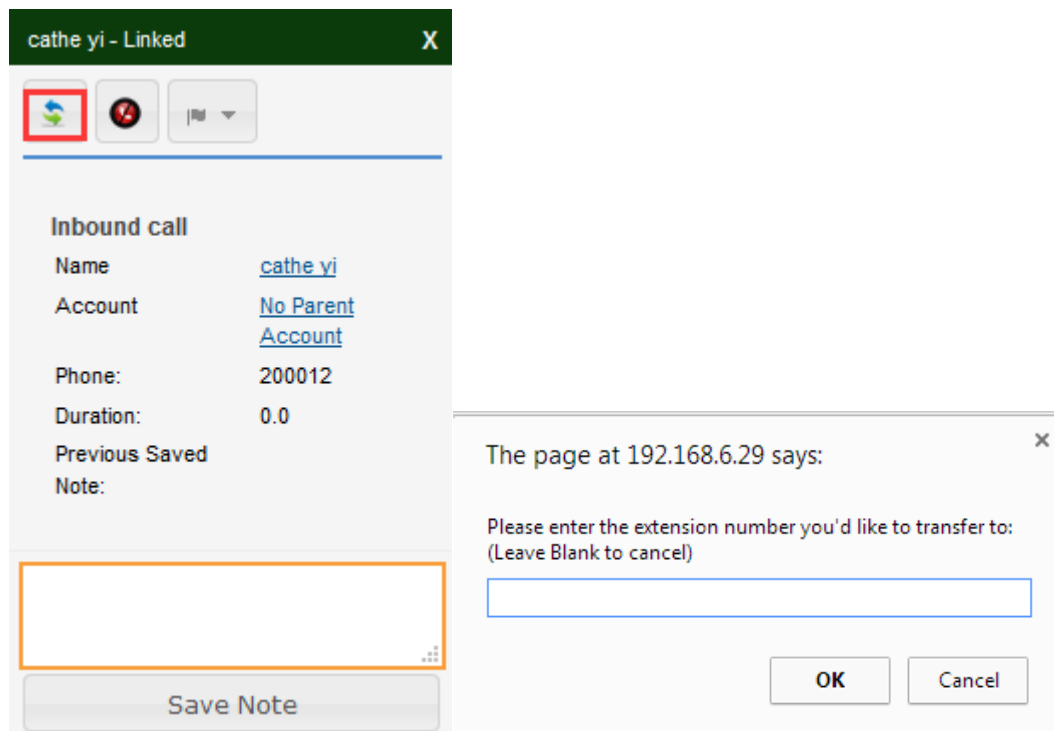 cathe yi - Linked X
Inbound call
Name cathe yi
Account No Parent
Account
Phone: 200012
Duration: 0.0
Previous Saved
Note:
Save Note
The page at 192.168.6.29 says:
Please enter the extension number you'd like to transfer to:
(Leave Blank to cancel)
OK Cancel